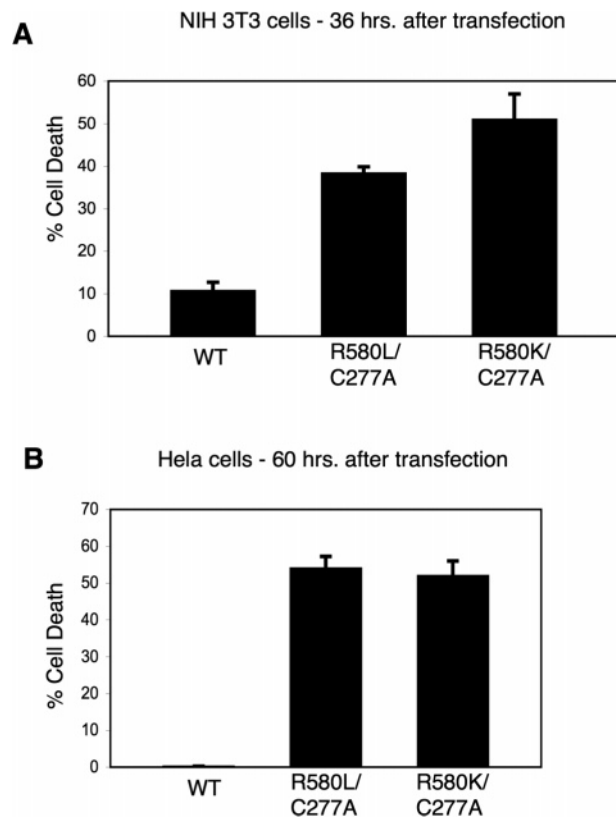 NIH 3T3 cells - 36 hrs. after transfection
A
60
50
40
30
20
10
0
% Cell Death
WT
R580L/
C277A
R580K/
C277A
B
Hela cells - 60 hrs. after transfection
70
60
50
40
30
20
10
0
% Cell Death
WT
R580L/
C277A
R580K/
C277A